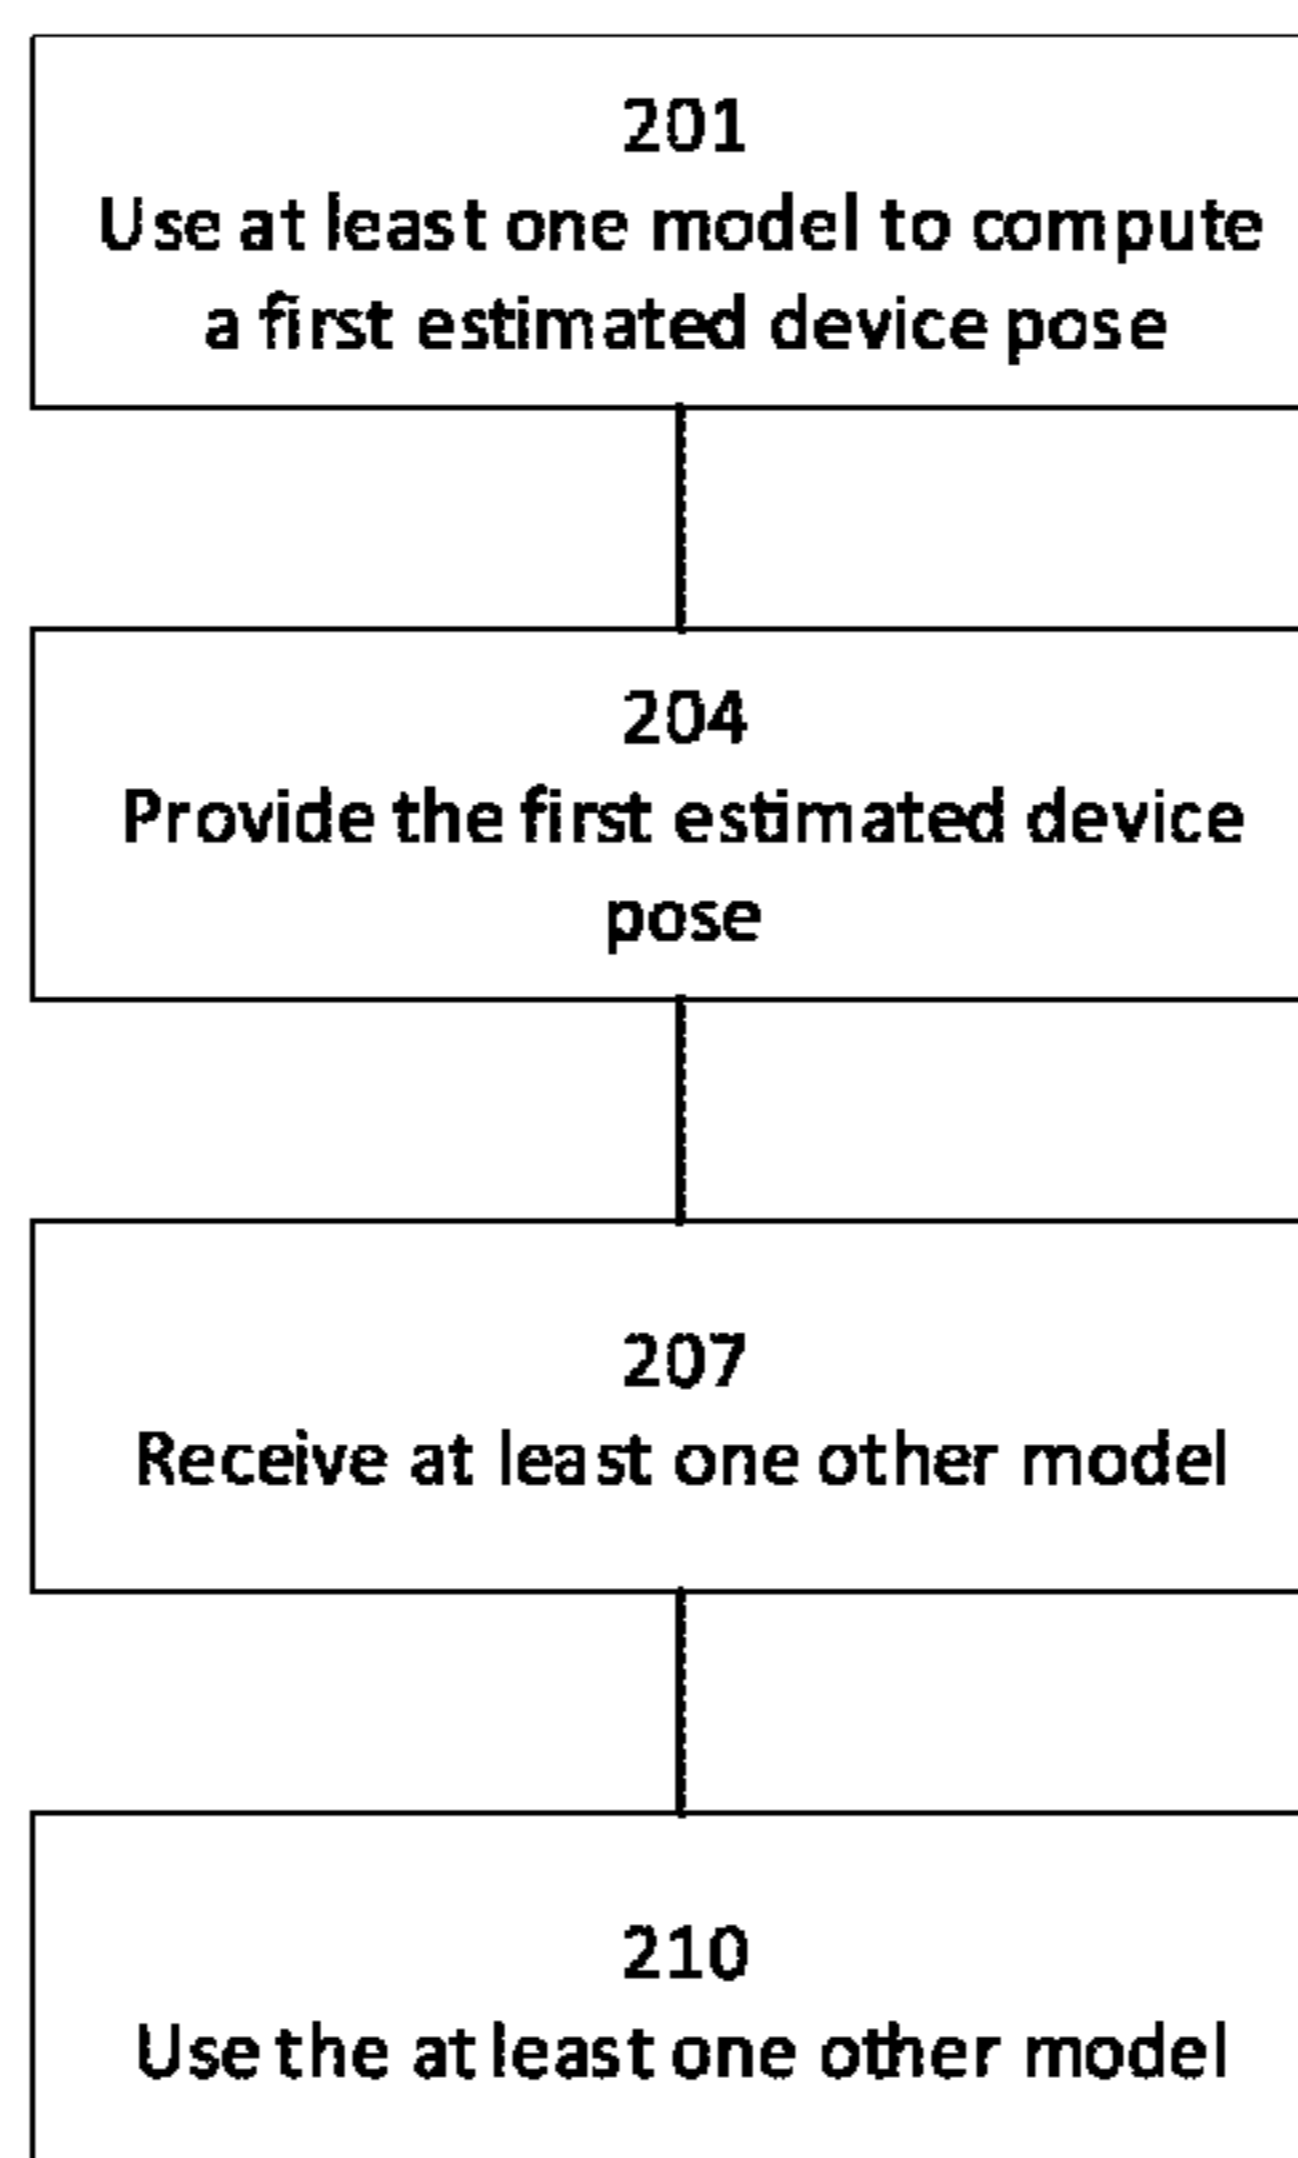 201
Use at least one model to compute
a first estimated device pose
204
Provide the first estimated device
pose
207
Receive at least one other model
210
Use the at least one other model